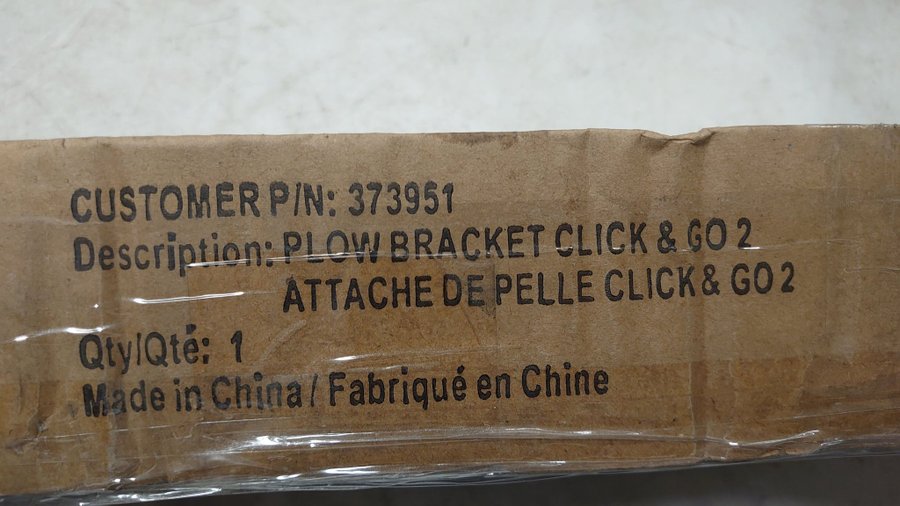 CUSTOMER P/N: 373951
Description: PLOW BRACKET CLICK & GO 2
ATTACHE DE PELLE CLICK & GO 2
Qty/Qté: 1
Made in China / Fabriqué en Chine